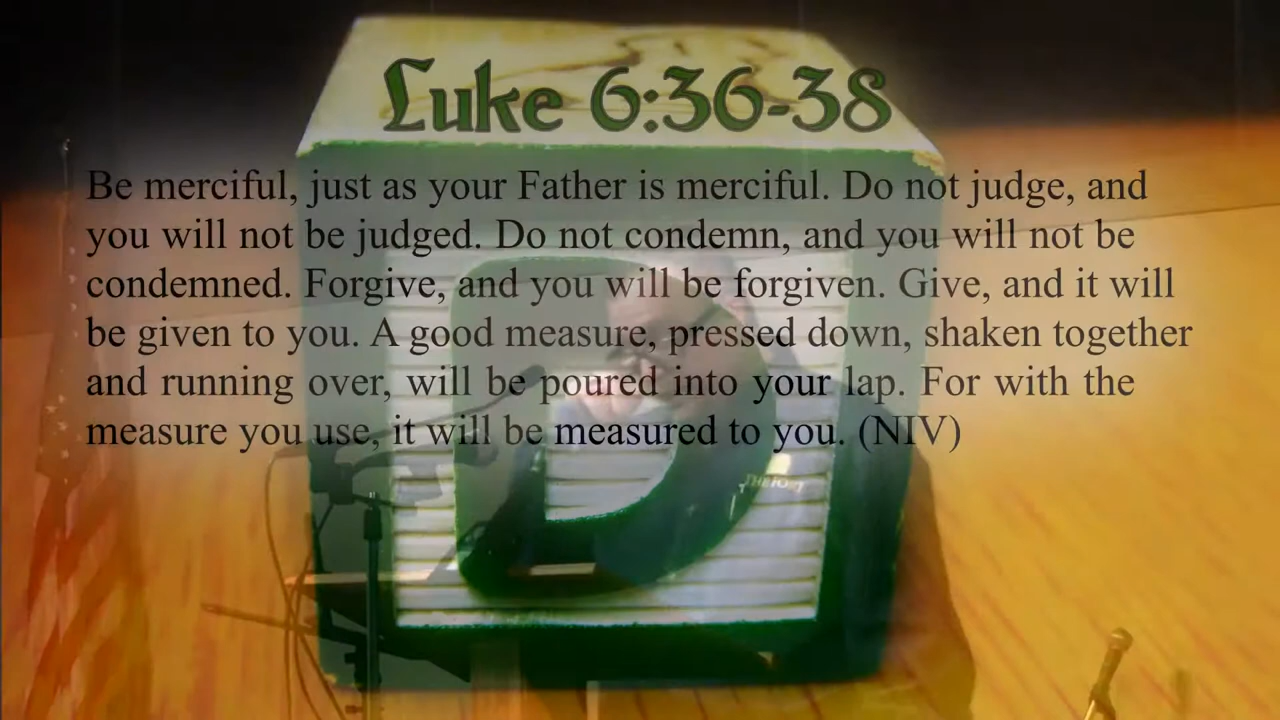 Luke 6:36-38
Be merciful, just as your Father is merciful. Do not judge, and
you will not be judged. Do not condemn, and you will not be
condemned. Forgive, and you will be forgiven. Give, and it will
be given to you. A good measure, pressed down, shaken together
and running over, will be poured into your lap. For with the
measure you use, it will be measured to you. (NIV)
D